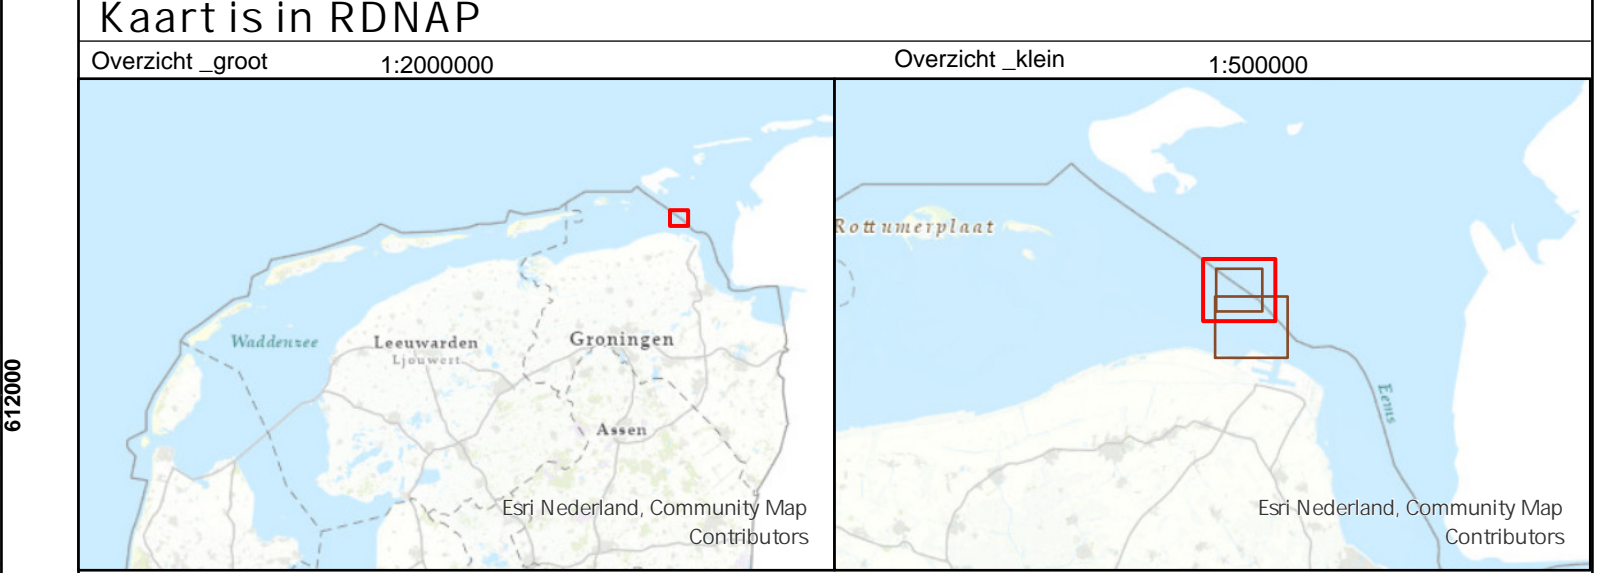 Kaart is in RDNAP
Overzicht _groot 1:2000000
Overzicht _klein 1:500000
612000
Waddenzee
Leeuwarden
Ljouwert
Groningen
Assen
Esri Nederland, Community Map
Contributors
Rottumerplaat
Eems
Esri Nederland, Community Map
Contributors